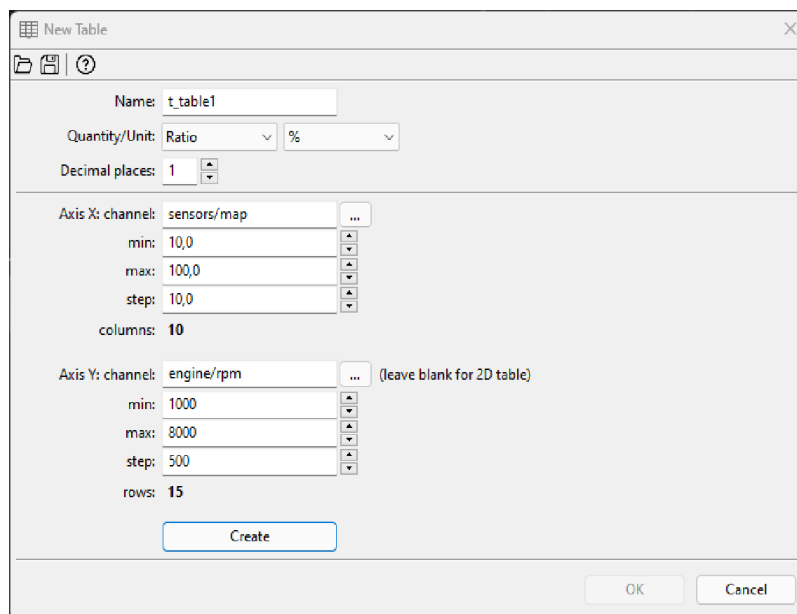 New Table
Name: t_table1
Quantity/Unit: Ratio %
Decimal places: 1
Axis X: channel: sensors/map ...
min: 10,0
max: 100,0
step: 10,0
columns: 10
Axis Y: channel: engine/rpm ... (leave blank for 2D table)
min: 1000
max: 8000
step: 500
rows: 15
Create
OK Cancel